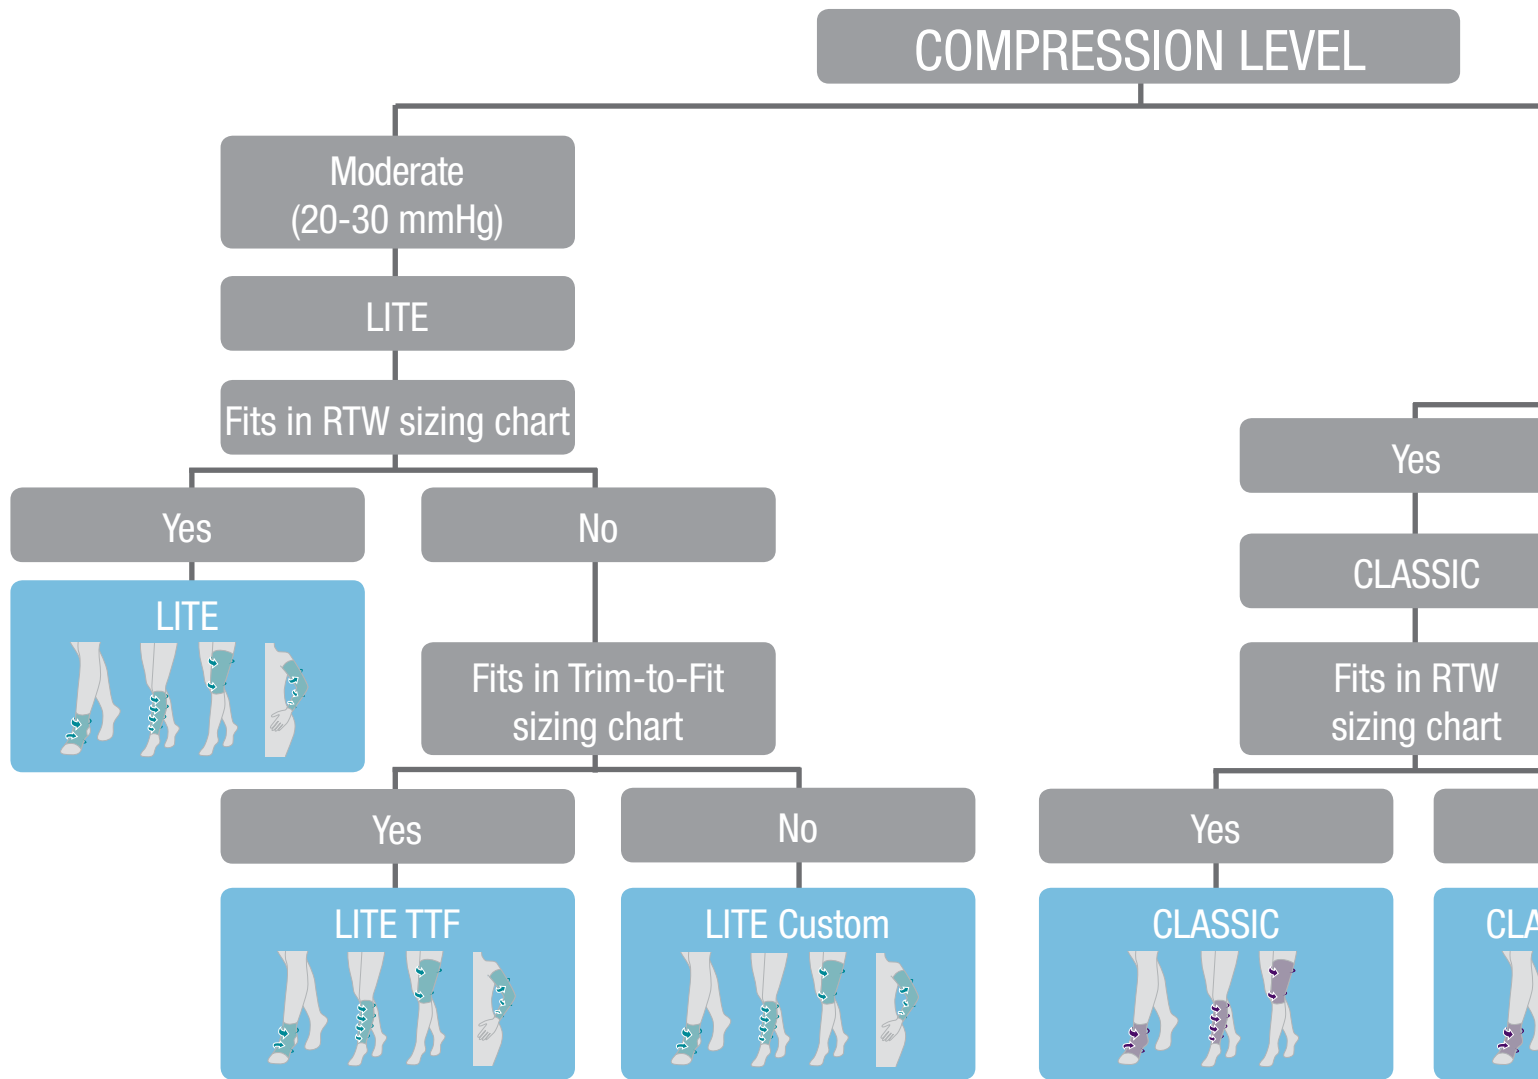 COMPRESSION LEVEL
Moderate
(20-30 mmHg)
LITE
Fits in RTW sizing chart
Yes
No
LITE
Fits in Trim-to-Fit
sizing chart
Yes
No
LITE TTF
LITE Custom
Yes
CLASSIC
Fits in RTW
sizing chart
Yes
CLASSIC